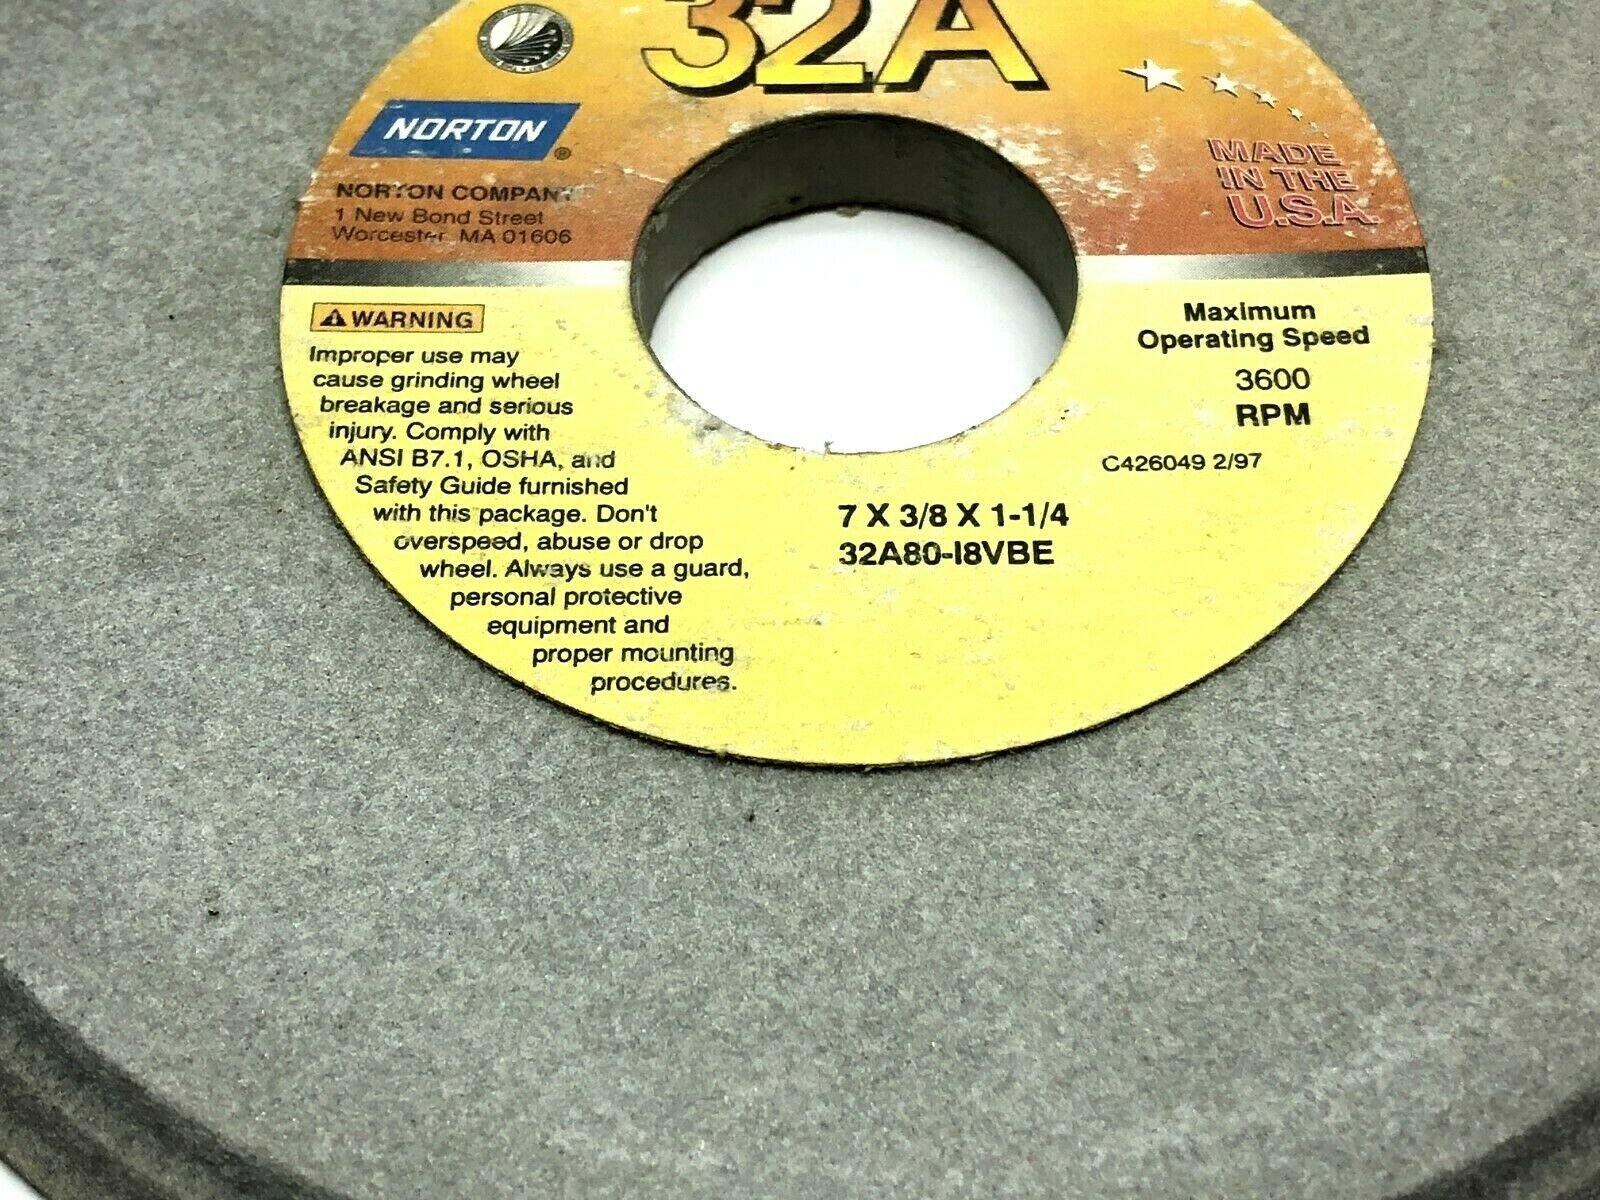 32A
NORTON®
NORTON COMPANY
1 New Bond Street
Worcester, MA 01606
MADE
IN THE
U.S.A.
WARNING
Improper use may
cause grinding wheel
breakage and serious
injury. Comply with
ANSI B7.1, OSHA, and
Safety Guide furnished
with this package. Don't
overspeed, abuse or drop
wheel. Always use a guard,
personal protective
equipment and
proper mounting
procedures.
Maximum
Operating Speed
3600
RPM
C426049 2/97
7 X 3/8 X 1-1/4
32A80-I8VBE